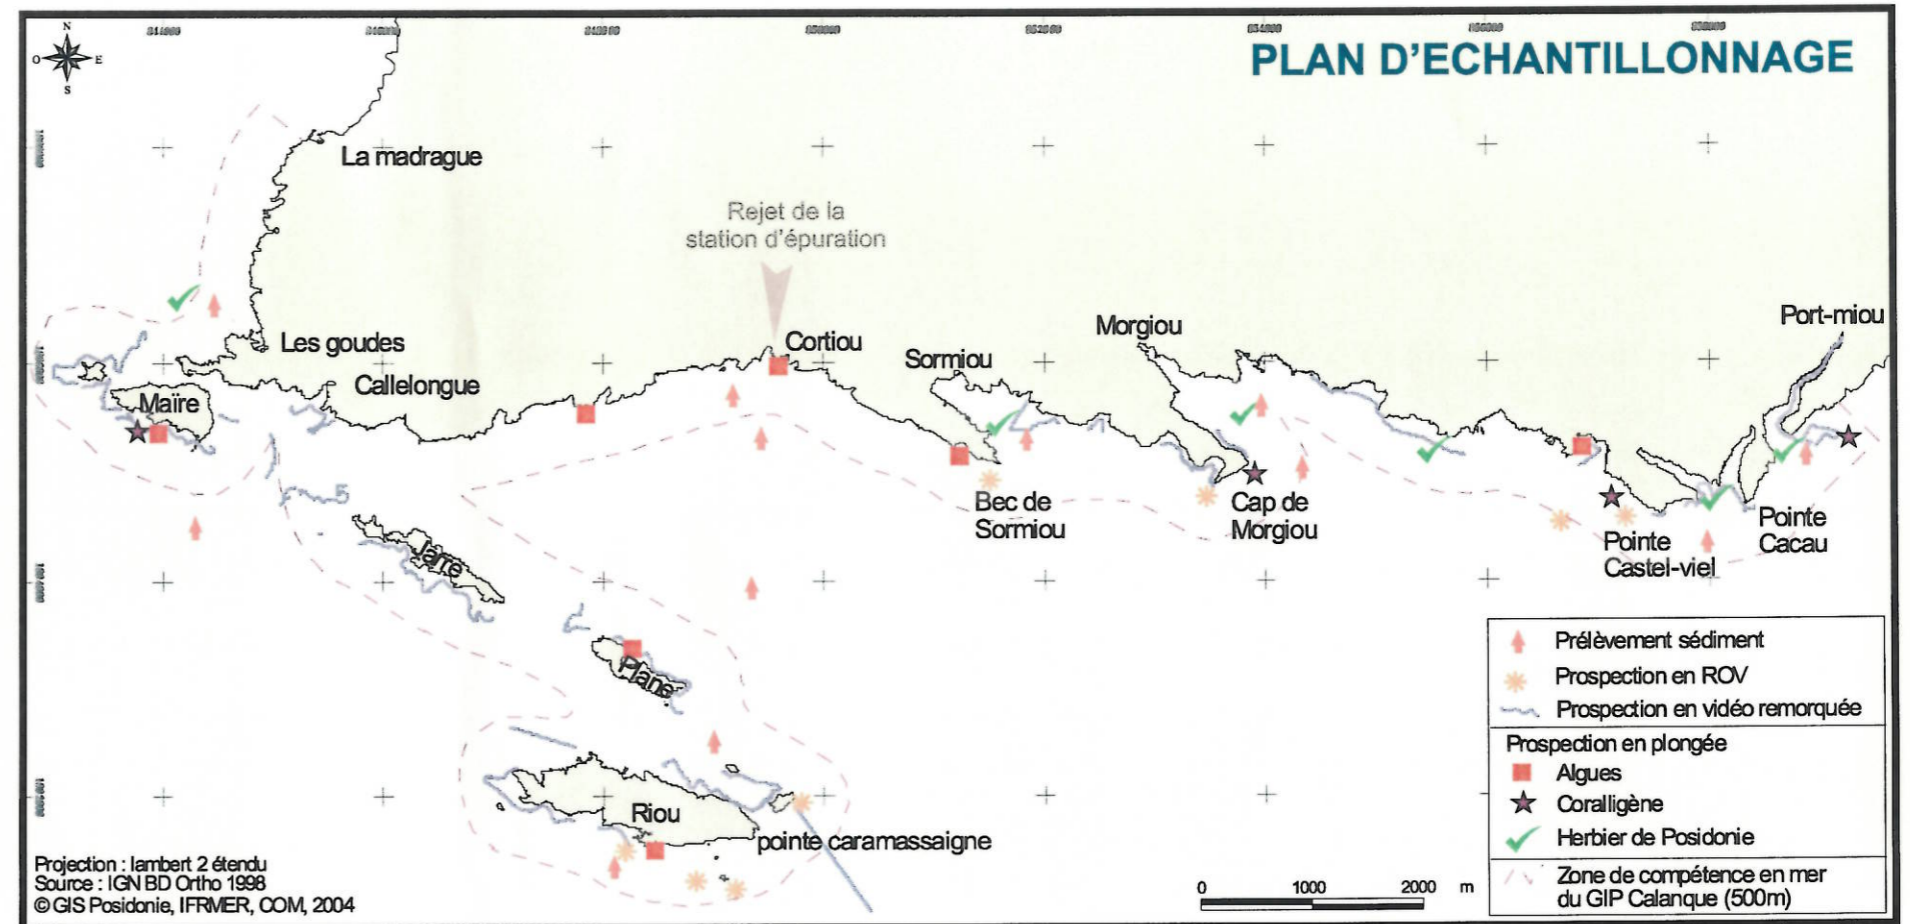 PLAN D'ECHANTILLONNAGE
N
O
E
S
La madrague
Rejet de la
station d'épuration
Les goudes
Callelongue
Maïre
Cortiou
Sormiou
Morgiou
Port-miou
Bec de
Sormiou
Cap de
Morgiou
Pointe
Castel-viel
Pointe
Cacau
Jarre
Plane
Riou
pointe caramassaigne
Prélèvement sédiment
Prospection en ROV
Prospection en vidéo remorquée
Prospection en plongée
Algues
Coralligène
Herbier de Posidonie
Zone de compétence en mer
du GIP Calanque (500m)
0 1000 2000 m
Projection : lambert 2 étendu
Source : IGN BD Ortho 1998
© GIS Posidonie, IFRMER, COM, 2004